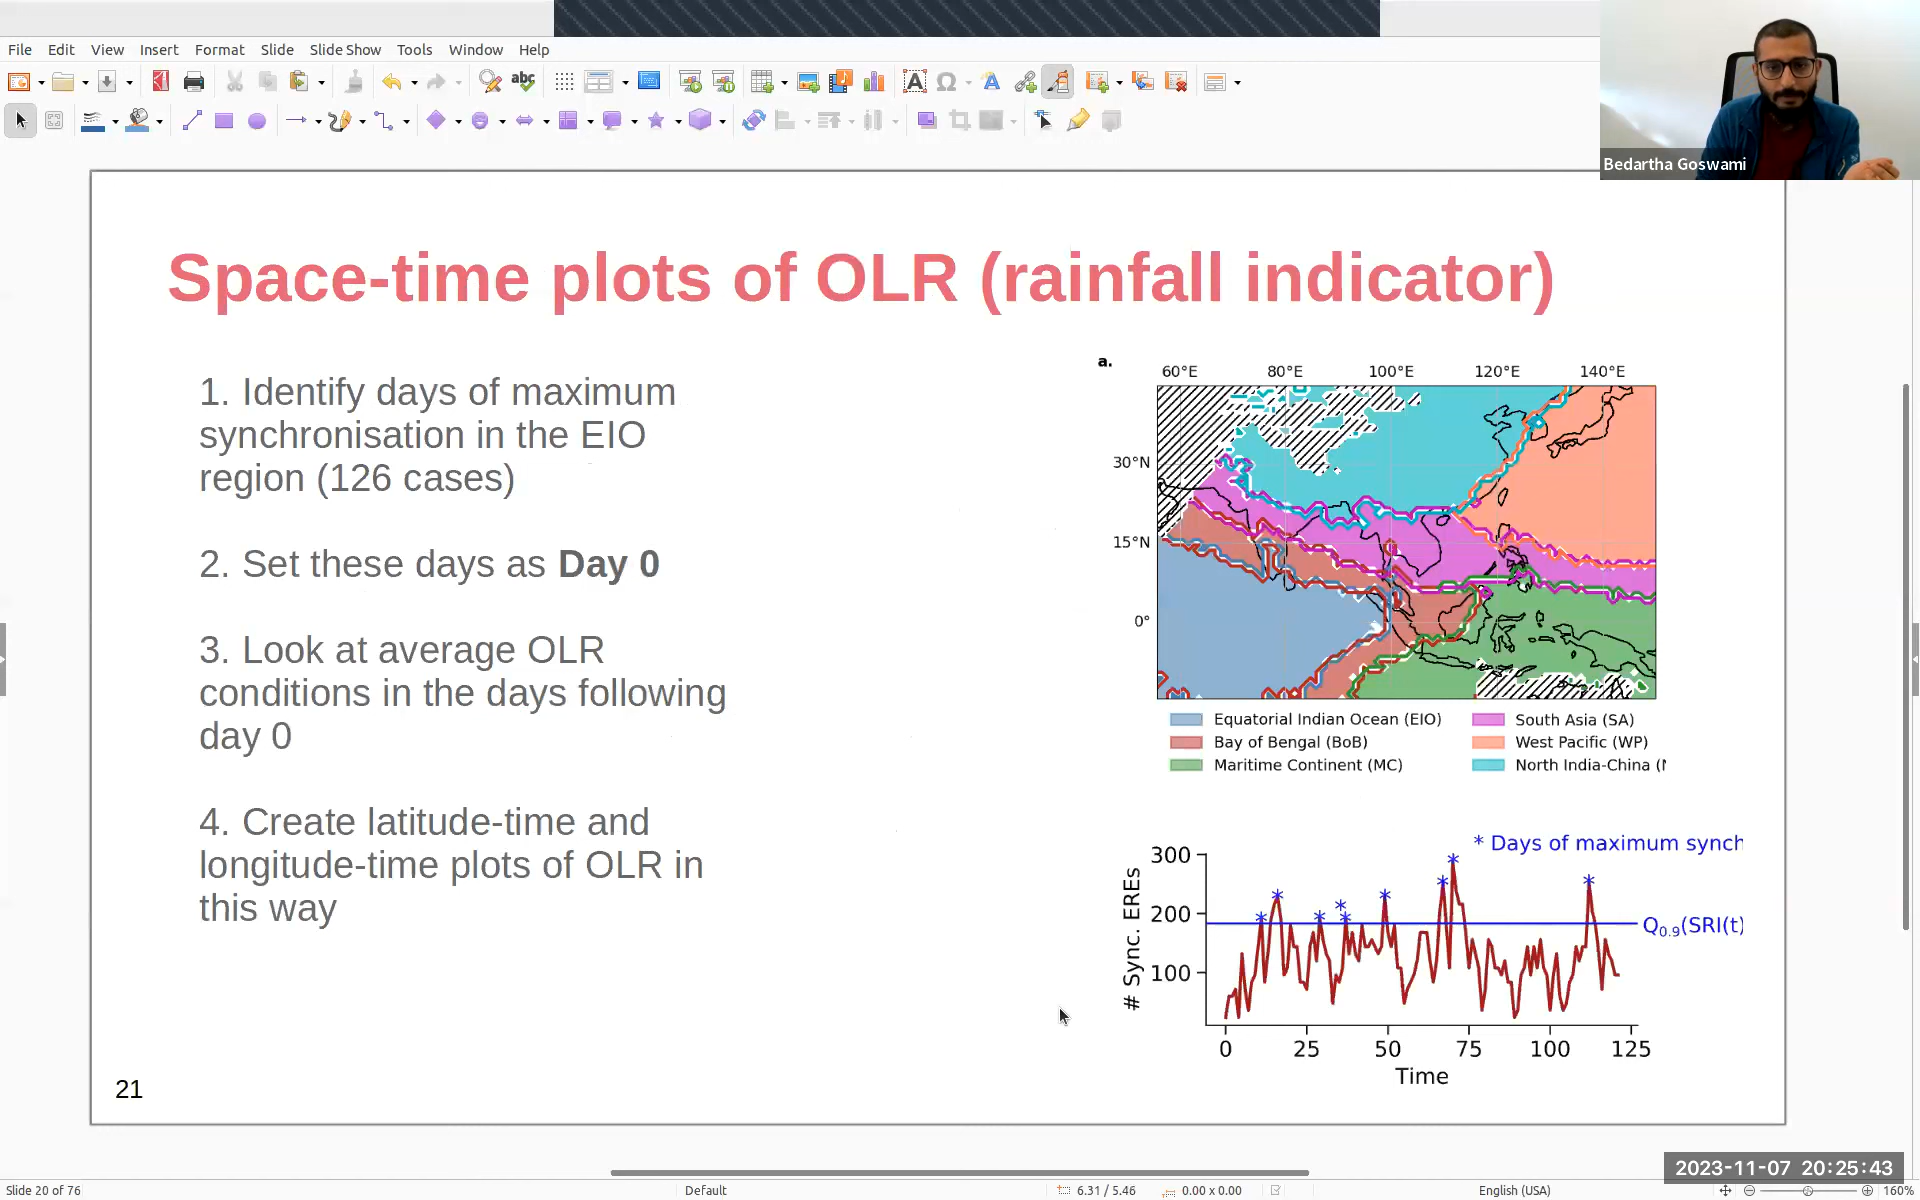 File Edit View Insert Format Slide Slide Show Tools Window Help
abc
Bedartha Goswami
Space-time plots of OLR (rainfall indicator)
1. Identify days of maximum
synchronisation in the EIO
region (126 cases)
2. Set these days as Day 0
3. Look at average OLR
conditions in the days following
day 0
4. Create latitude-time and
longitude-time plots of OLR in
this way
21
a.
60°E 80°E 100°E 120°E 140°E
30°N
15°N
0°
Equatorial Indian Ocean (EIO)
Bay of Bengal (BoB)
Maritime Continent (MC)
South Asia (SA)
West Pacific (WP)
North India-China (
* Days of maximum synch
Q0.9(SRI(t)
# Sync. EREs
300
200
100
0 25 50 75 100 125
Time
2023-11-07 20:25:43
Slide 20 of 76 Default 6.31 / 5.46 0.00 x 0.00 English (USA) 160%